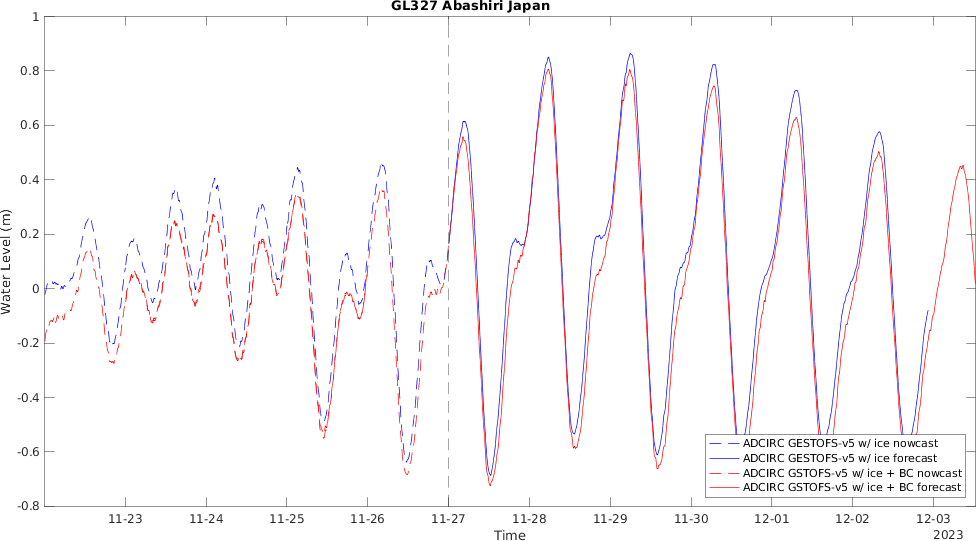 GL327 Abashiri Japan
1
0.8
0.6
0.4
0.2
0
-0.2
-0.4
-0.6
-0.8
Water Level (m)
ADCIRC GESTOFS-v5 w/ ice nowcast
ADCIRC GESTOFS-v5 w/ ice forecast
ADCIRC GSTOFS-v5 w/ ice + BC nowcast
ADCIRC GSTOFS-v5 w/ ice + BC forecast
11-23 11-24 11-25 11-26 11-27 11-28 11-29 11-30 12-01 12-02 12-03
Time
2023